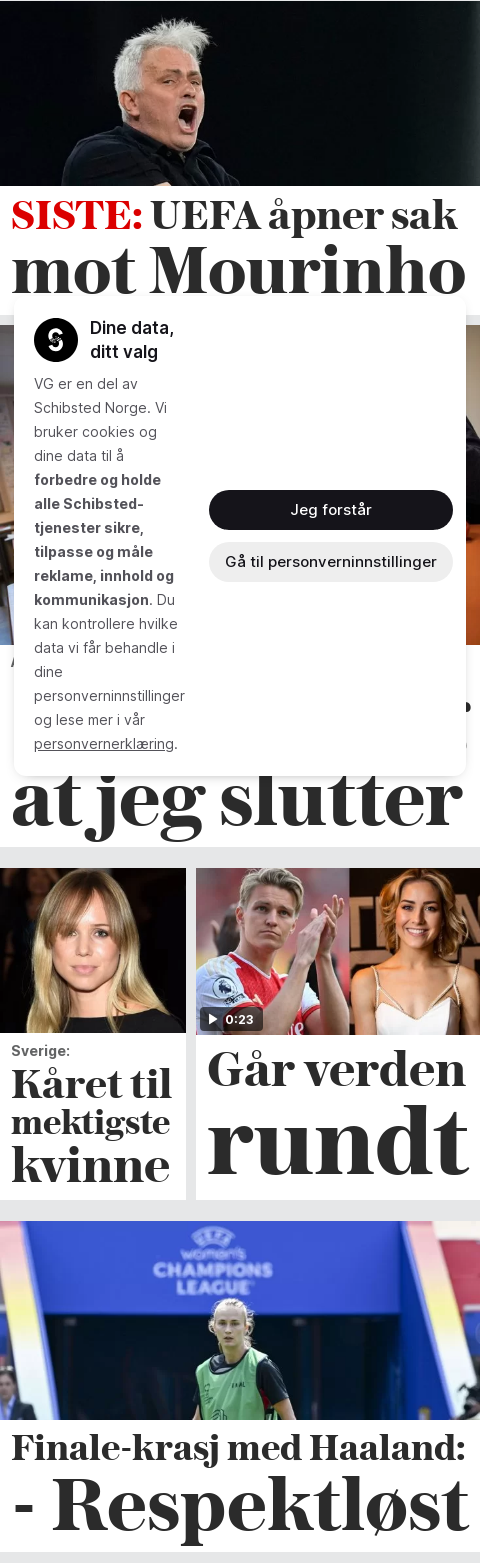 SISTE: UEFA åpner sak
mot Mourinho
Dine data,
ditt valg
VG er en del av
Schibsted Norge. Vi
bruker cookies og
dine data til å
forbedre og holde
alle Schibsted-
tjenester sikre,
tilpasse og måle
reklame, innhold og
kommunikasjon. Du
kan kontrollere hvilke
data vi får behandle i
dine
personverninnstillinger
og lese mer i vår
personvernerklæring.
Jeg forstår
Gå til personverninnstillinger
at jeg slutter
0:23
Sverige:
Kåret til
mektigste
kvinne
Går verden
rundt
UEFA
women's
CHAMPIONS
LEAGUE
Finale-krasj med Haaland:
- Respektløst